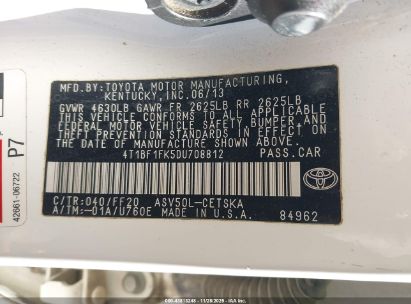 MFD. BY: TOYOTA MOTOR MANUFACTURING,
KENTUCKY, INC. 06/13
GVWR 4630LB GAWR FR 2625LB RR 2625LB
THIS VEHICLE CONFORMS TO ALL APPLICABLE
FEDERAL MOTOR VEHICLE SAFETY, BUMPER, AND
THEFT PREVENTION STANDARDS IN EFFECT ON
THE DATE OF MANUFACTURE SHOWN ABOVE.
4T1BF1FK5DU708812 PASS.CAR
C/TR:040/FF20 ASV50L-CETSKA
A/TM:-01A/U760E MADE IN U.S.A. 84962
TOYOTA
P7
42661-06722